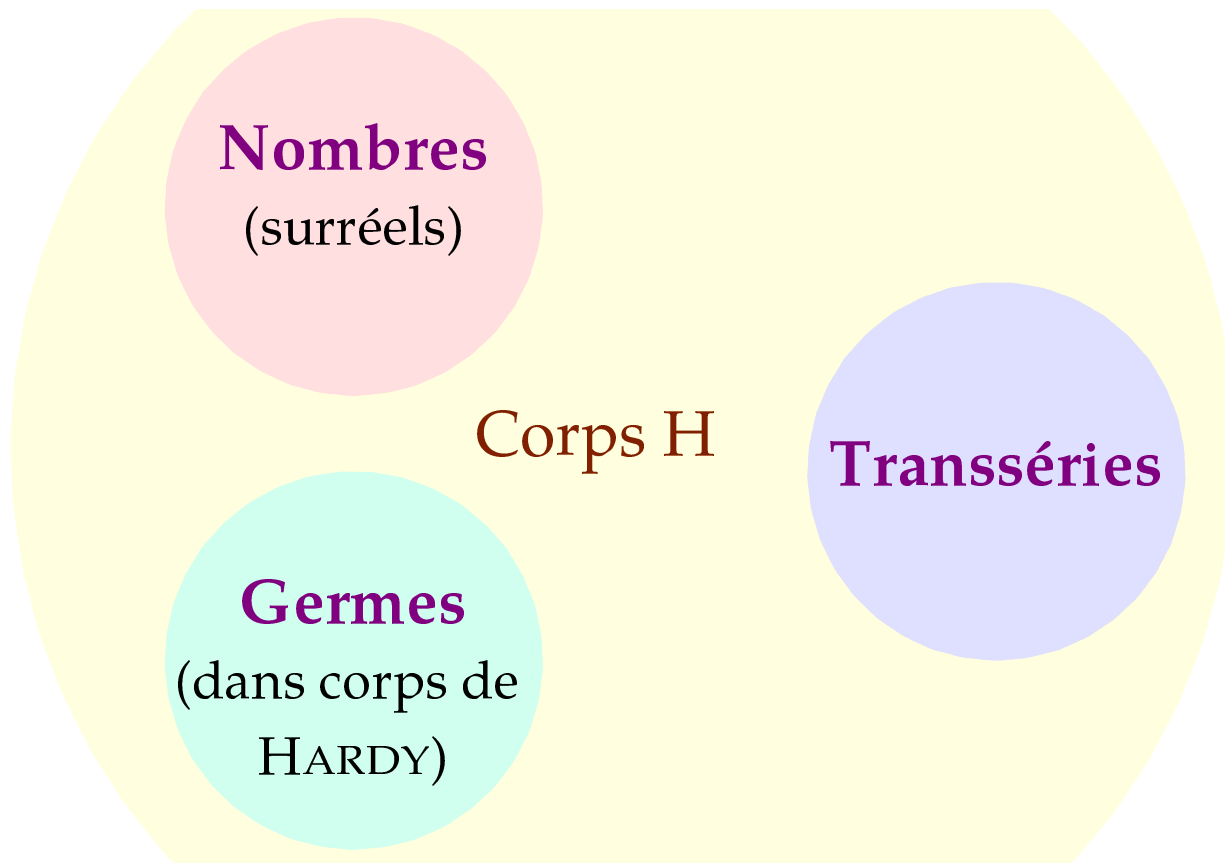 Nombres
(surréels)
Corps H
Transséries
Germes
(dans corps de
HARDY)